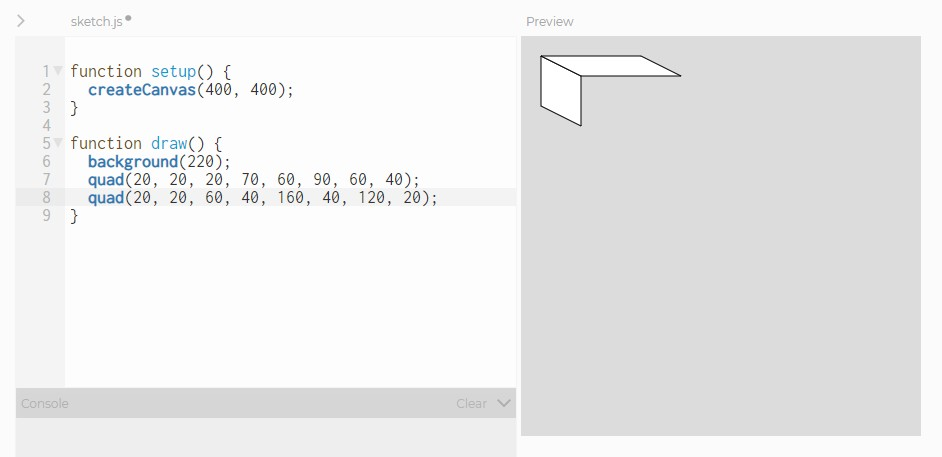 sketch.js
Preview
1 function setup() {
2 createCanvas(400, 400);
3 }
4
5 function draw() {
6 background(220);
7 quad(20, 20, 20, 70, 60, 90, 60, 40);
8 quad(20, 20, 60, 40, 160, 40, 120, 20);
9 }
Console
Clear